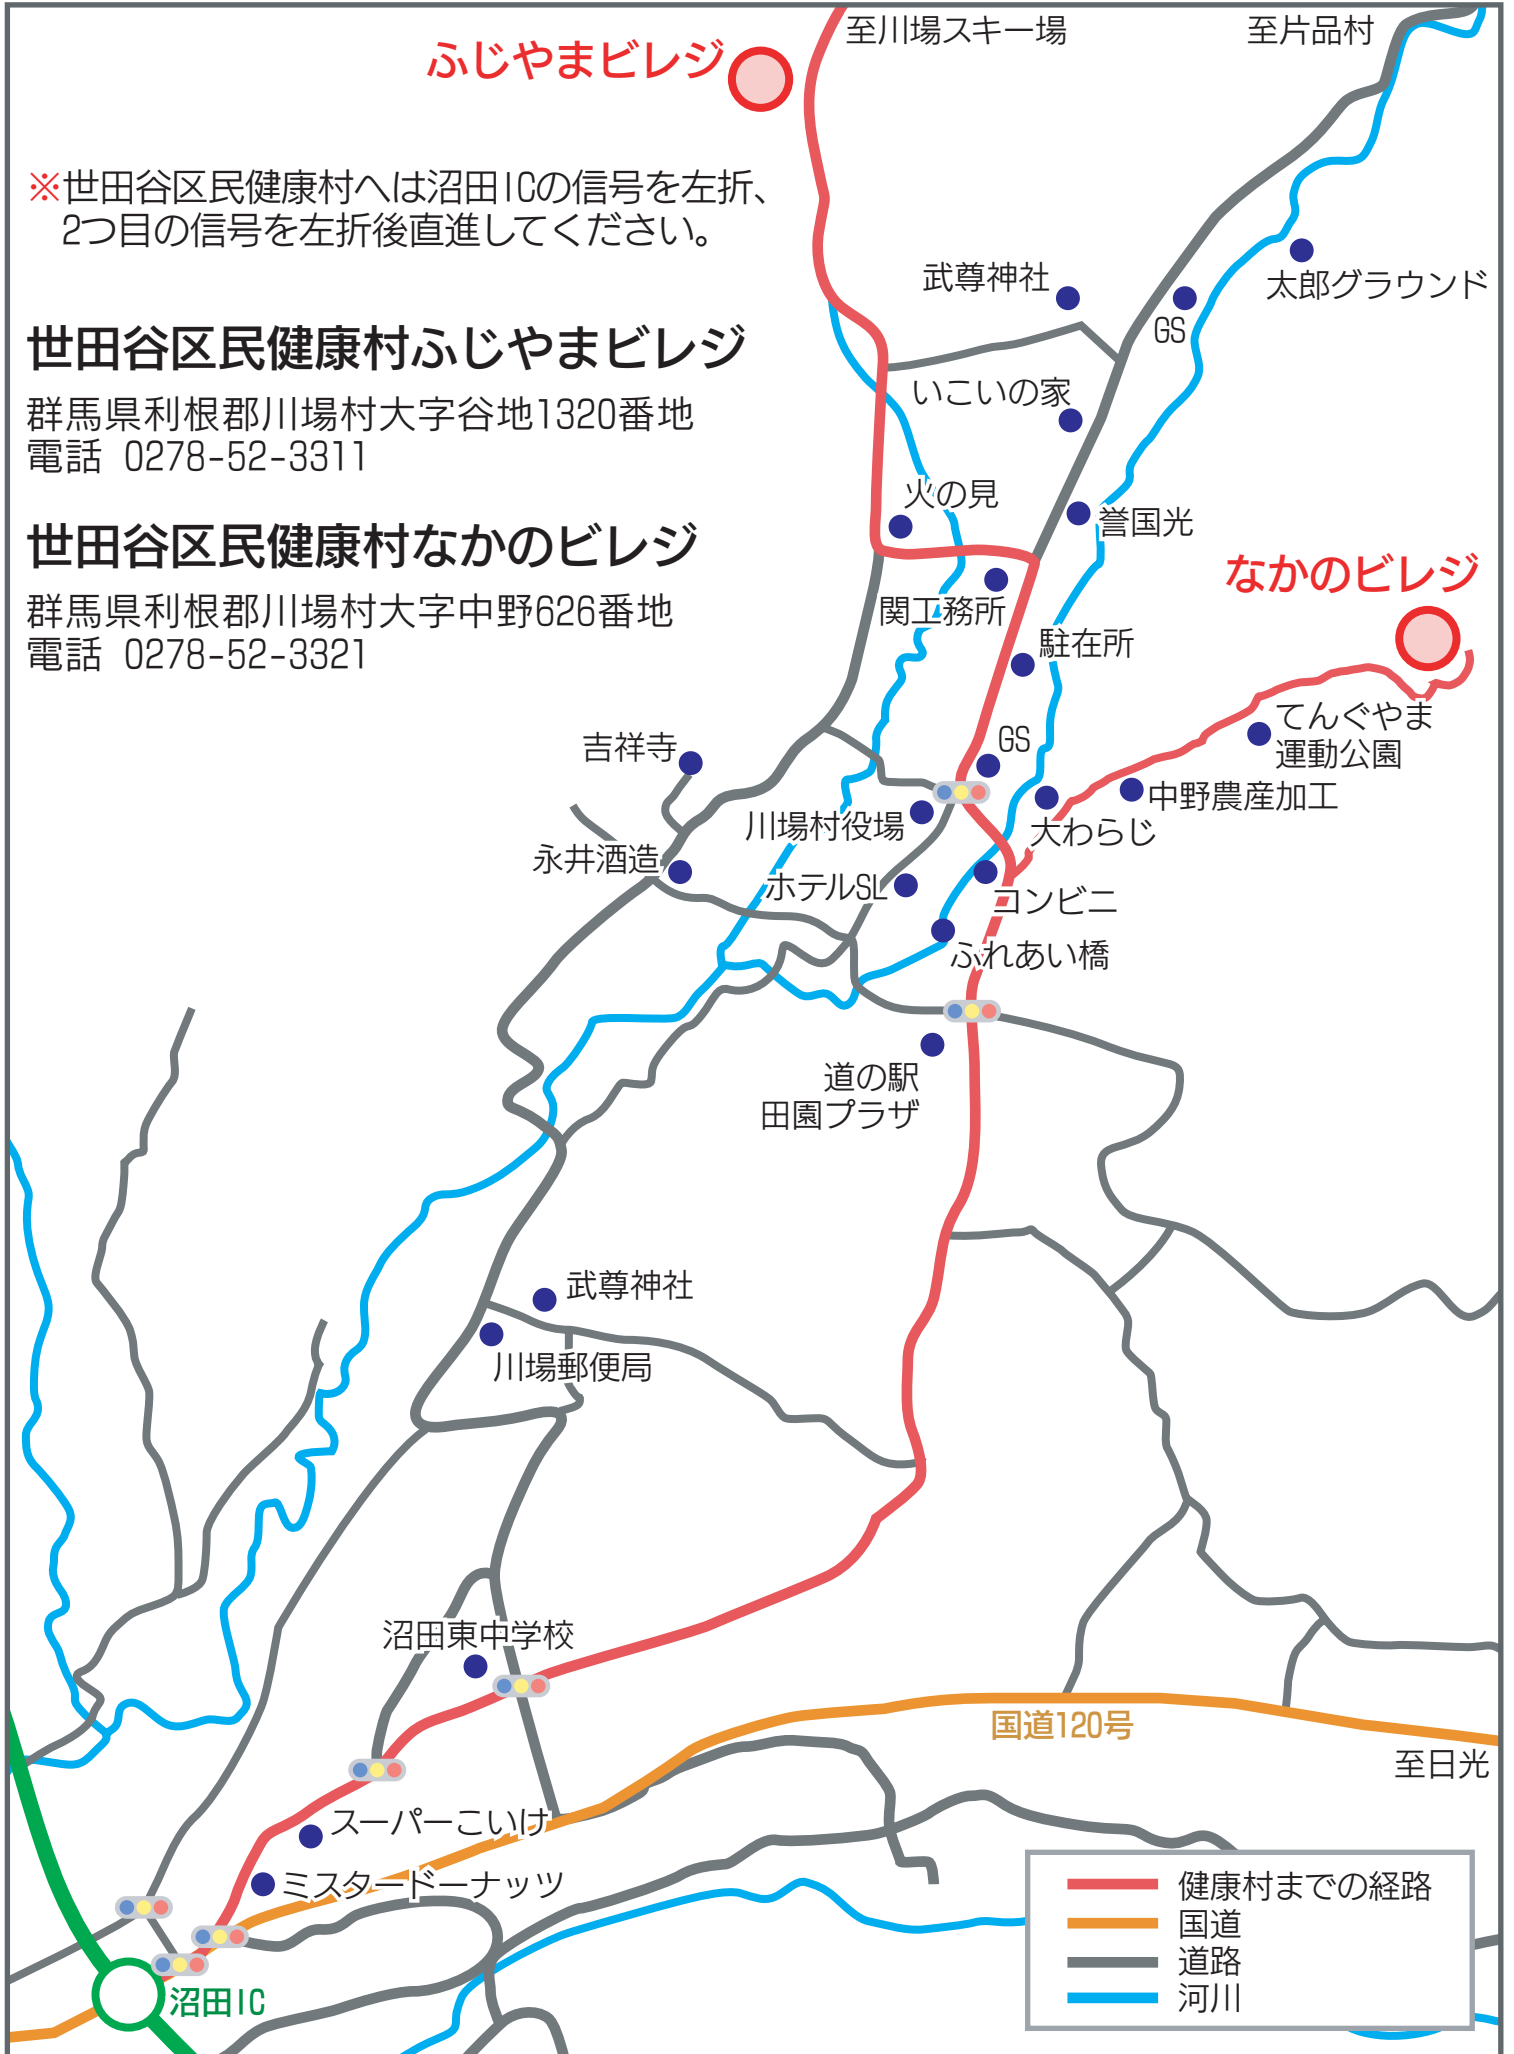 至川場スキー場
至片品村
ふじやまビレジ
※世田谷区民健康村へは沼田ICの信号を左折、
2つ目の信号を左折後直進してください。
武尊神社
太郎グラウンド
GS
世田谷区民健康村ふじやまビレジ
群馬県利根郡川場村大字谷地1320番地
電話 0278-52-3311
いこいの家
火の見
誉国光
世田谷区民健康村なかのビレジ
群馬県利根郡川場村大字中野626番地
電話 0278-52-3321
なかのビレジ
関工務所
駐在所
てんぐやま
運動公園
吉祥寺
GS
中野農産加工
川場村役場
大わらじ
永井酒造
ホテルSL
コンビニ
ふれあい橋
道の駅
田園プラザ
武尊神社
川場郵便局
沼田東中学校
国道120号
至日光
スーパーこいけ
ミスタードーナッツ
沼田IC
健康村までの経路
国道
道路
河川